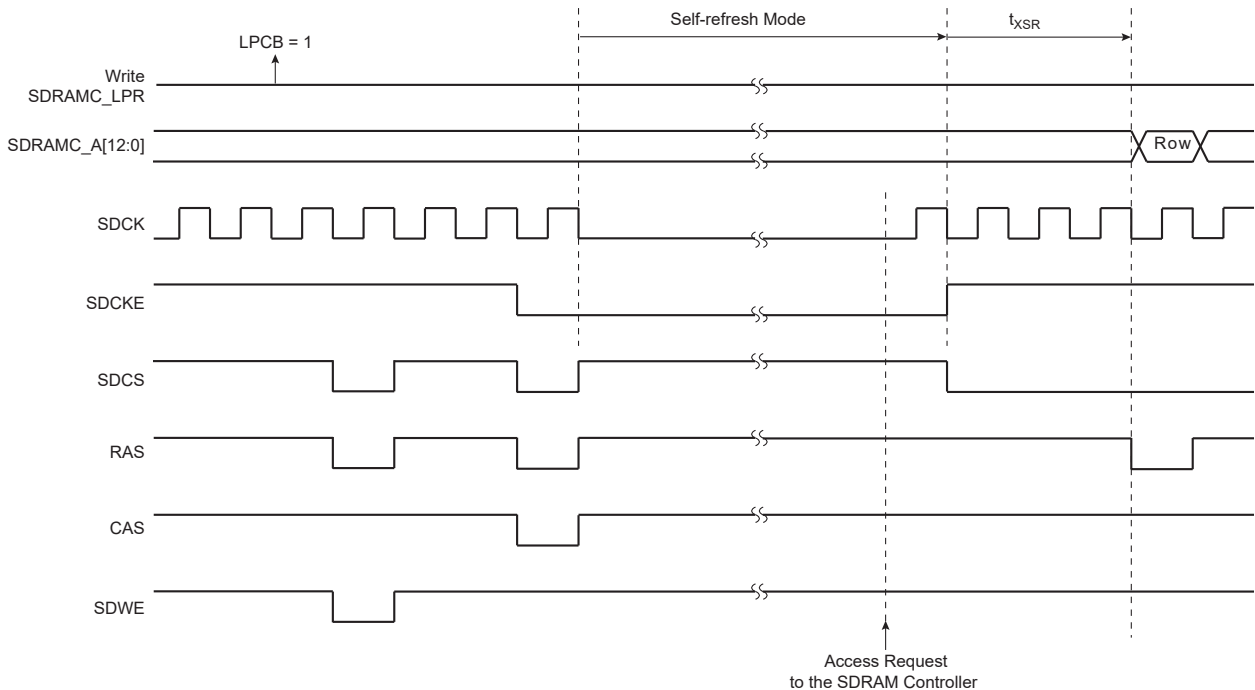 Self-refresh Mode
tXSR
LPCB = 1
Write
SDRAMC_LPR
SDRAMC_A[12:0]
Row
SDCK
SDCKE
SDCS
RAS
CAS
SDWE
Access Request
to the SDRAM Controller